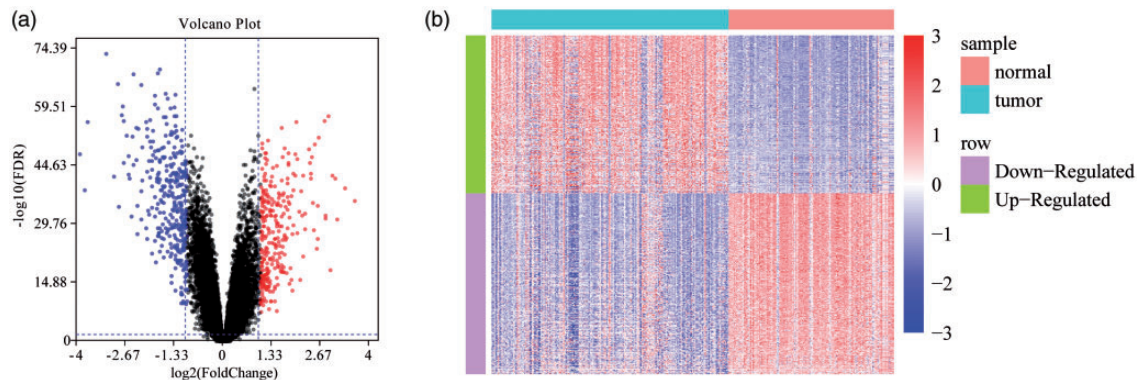 (a)
Volcano Plot
74.39
59.51
44.63
29.76
14.88
0
-log10(FDR)
-4 -2.67 -1.33 0 1.33 2.67 4
log2(FoldChange)
(b)
3
2
1
0
−1
−2
−3
sample
normal
tumor
row
Down−Regulated
Up−Regulated